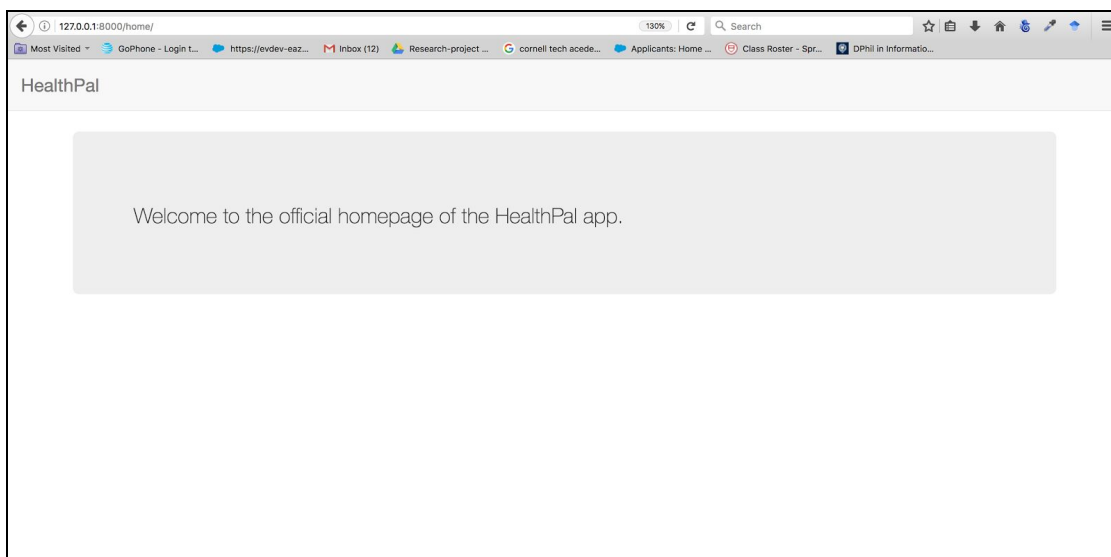 127.0.0.1:8000/home/ 130% Search
Most Visited GoPhone - Login t... https://evdev-eaz... Inbox (12) Research-project ... cornell tech acede... Applicants: Home ... Class Roster - Spr... DPhil in Informatio...
HealthPal
Welcome to the official homepage of the HealthPal app.